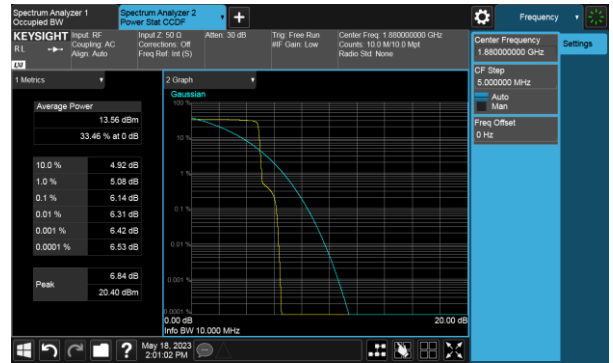 Spectrum Analyzer 1
Occupied BW
Spectrum Analyzer 2
Power Stat CCDF
Frequency
KEYSIGHT
RL
Input: RF
Coupling: AC
Align: Auto
Input Z: 50 Ω
Corrections: Off
Freq Ref: Int (S)
Atten: 30 dB
Trig: Free Run
#IF Gain: Low
Center Freq: 1.880000000 GHz
Counts: 10.0 M/10.0 Mpt
Radio Std: None
Center Frequency
1.880000000 GHz
Settings
CF Step
5.000000 MHz
Auto
Man
Freq Offset
0 Hz
1 Metrics
Average Power
13.56 dBm
33.46 % at 0 dB
10.0 % 4.92 dB
1.0 % 5.08 dB
0.1 % 6.14 dB
0.01 % 6.31 dB
0.001 % 6.42 dB
0.0001 % 6.53 dB
Peak 6.84 dB
20.40 dBm
2 Graph
Gaussian
100 %
10 %
1 %
0.1 %
0.01 %
0.001 %
0.0001 %
0.00 dB
20.00 dB
Info BW 10.000 MHz
May 18, 2023
2:01:02 PM